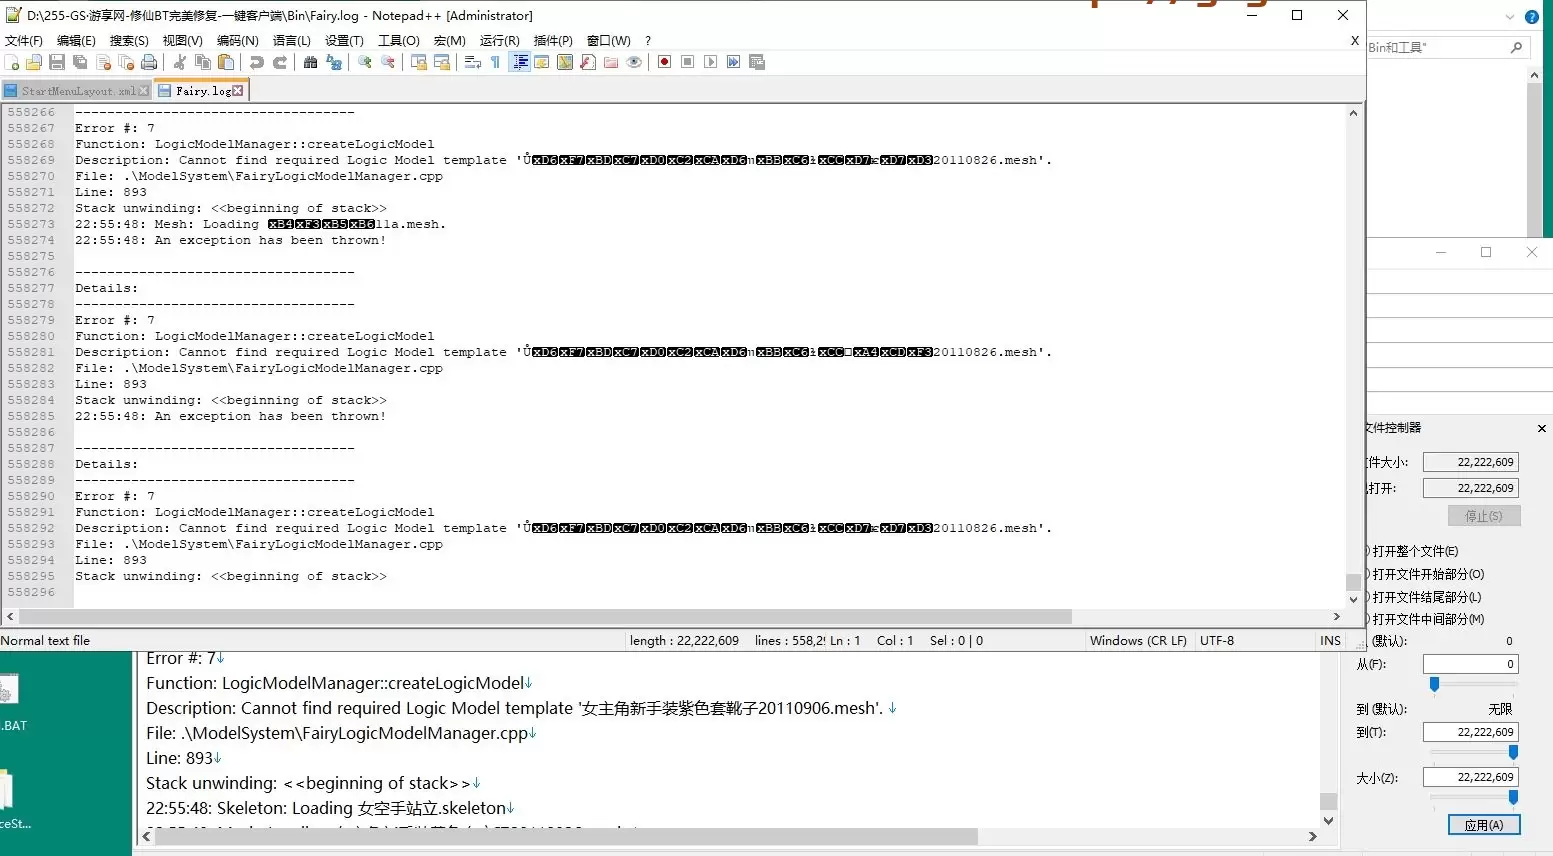 D:\255-GS·游享网-修仙BT完美修复-一键客户端\Bin\Fairy.log - Notepad++ [Administrator]
文件(F) 编辑(E) 搜索(S) 视图(V) 编码(N) 语言(L) 设置(T) 工具(O) 宏(M) 运行(R) 插件(P) 窗口(W) ? X
Bin和工具"
StartMenuLayout.xml Fairy.log
558266 -----------------------------------
558267 Error #: 7
558268 Function: LogicModelManager::createLogicModel
558269 Description: Cannot find required Logic Model template 'ŮxD6xF7xBDxC7xD0xC2xCAxD6 xBBxC6 xCCxD7 xD7xD320110826.mesh'.
558270 File: .\ModelSystem\FairyLogicModelManager.cpp
558271 Line: 893
558272 Stack unwinding: <<beginning of stack>>
558273 22:55:48: Mesh: Loading xB4xF3xB5xB611a.mesh.
558274 22:55:48: An exception has been thrown!
558275
558276 -----------------------------------
558277 Details:
558278 -----------------------------------
558279 Error #: 7
558280 Function: LogicModelManager::createLogicModel
558281 Description: Cannot find required Logic Model template 'ŮxD6xF7xBDxC7xD0xC2xCAxD6 xBBxC6 xCC□xA4xCDxF320110826.mesh'.
558282 File: .\ModelSystem\FairyLogicModelManager.cpp
558283 Line: 893
558284 Stack unwinding: <<beginning of stack>>
558285 22:55:48: An exception has been thrown!
558286
558287 -----------------------------------
558288 Details:
558289 -----------------------------------
558290 Error #: 7
558291 Function: LogicModelManager::createLogicModel
558292 Description: Cannot find required Logic Model template 'ŮxD6xF7xBDxC7xD0xC2xCAxD6 xBBxC6 xCCxD7 xD7xD320110826.mesh'.
558293 File: .\ModelSystem\FairyLogicModelManager.cpp
558294 Line: 893
558295 Stack unwinding: <<beginning of stack>>
558296
Normal text file length : 22,222,609 lines : 558,29 Ln : 1 Col : 1 Sel : 0 | 0 Windows (CR LF) UTF-8 INS
Error #: 7↓
Function: LogicModelManager::createLogicModel↓
Description: Cannot find required Logic Model template '女主角新手装紫色套靴子20110906.mesh'. ↓
File: .\ModelSystem\FairyLogicModelManager.cpp↓
Line: 893↓
Stack unwinding: <<beginning of stack>>↓
22:55:48: Skeleton: Loading 女空手站立.skeleton↓
.BAT
ceSt...
文件控制器
件大小: 22,222,609
打开: 22,222,609
停止(S)
打开整个文件(E)
打开文件开始部分(O)
打开文件结尾部分(L)
打开文件中间部分(M)
(默认): 0
从(F): 0
到 (默认): 无限
到(T): 22,222,609
大小(Z): 22,222,609
应用(A)